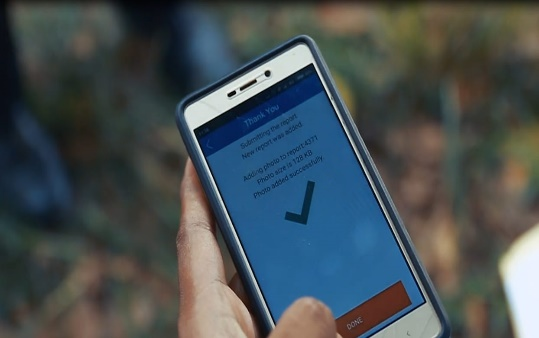 Thank You
Submitting the report
New report was added.
Adding photo to report 4371
Photo size is 128 KB
Photo added successfully
DONE